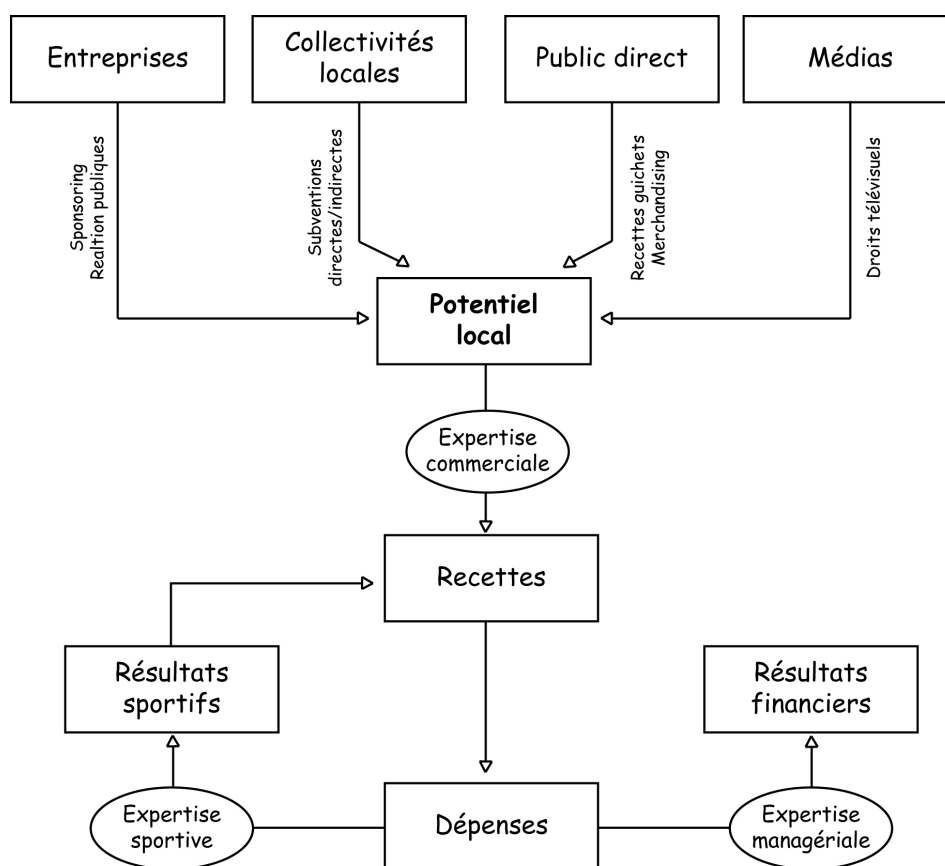 Entreprises
Collectivités
locales
Public direct
Médias
Sponsoring
Realtion publiques
Subventions
directes/indirectes
Recettes guichets
Merchandising
Droits télévisuels
Potentiel
local
Expertise
commerciale
Recettes
Résultats
sportifs
Résultats
financiers
Expertise
sportive
Dépenses
Expertise
managériale